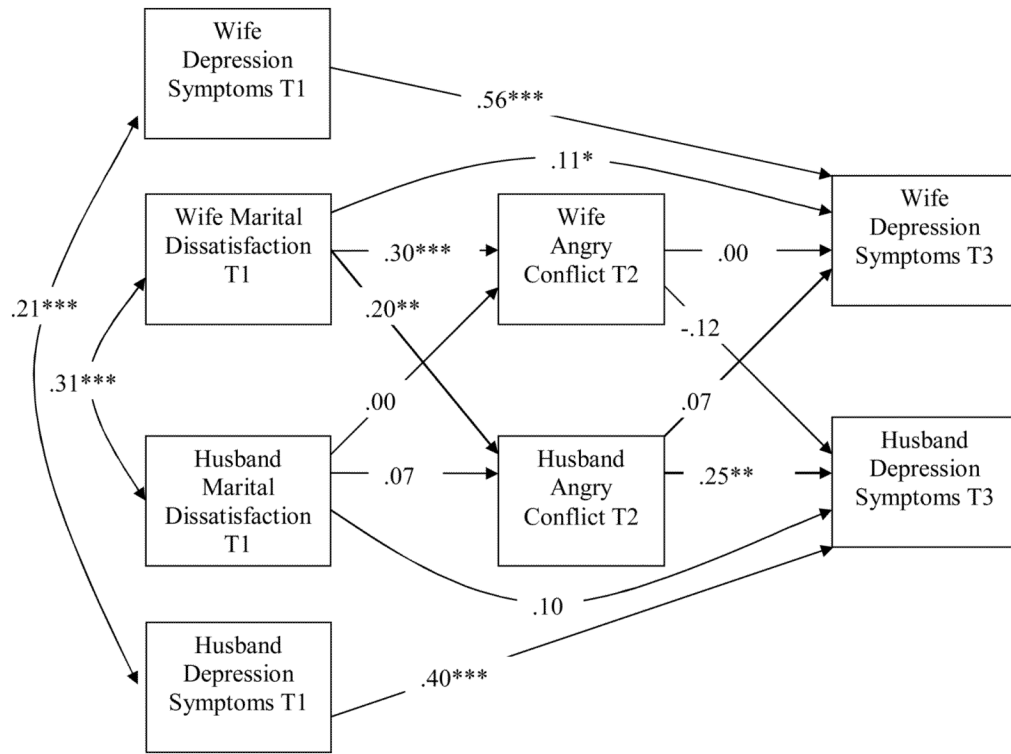 Wife
Depression
Symptoms T1
.56***
.11*
Wife Marital
Dissatisfaction
T1
.30***
Wife
Angry
Conflict T2
.00
Wife
Depression
Symptoms T3
.21***
.20**
-.12
.31***
.00
.07
Husband
Marital
Dissatisfaction
T1
.07
Husband
Angry
Conflict T2
.25**
Husband
Depression
Symptoms T3
.10
Husband
Depression
Symptoms T1
.40***